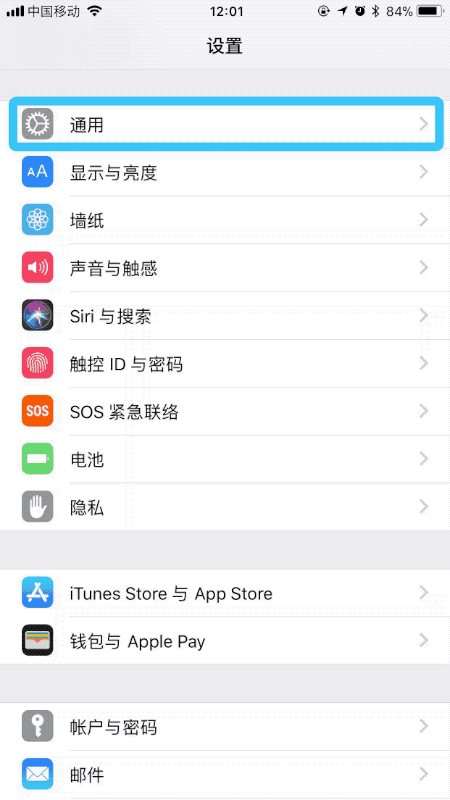 中国移动 12:01 84%
设置
通用
AA 显示与亮度
墙纸
声音与触感
Siri 与搜索
触控 ID 与密码
SOS SOS 紧急联络
电池
隐私
iTunes Store 与 App Store
钱包与 Apple Pay
帐户与密码
邮件